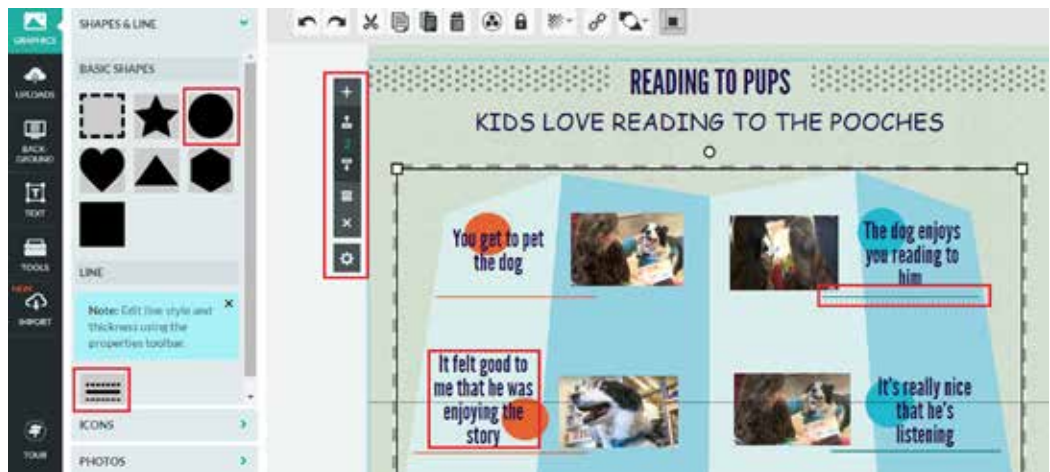 GRAPHICS
UPLOADS
BACK-
GROUND
TEXT
TOOLS
NEW
IMPORT
TOUR
SHAPES & LINE
BASIC SHAPES
LINE
Note: Edit line style and
thickness using the
properties toolbar.
ICONS
PHOTOS
READING TO PUPS
KIDS LOVE READING TO THE POOCHES
You get to pet
the dog
The dog enjoys
you reading to
him
It felt good to
me that he was
enjoying the
story
It's really nice
that he's
listening